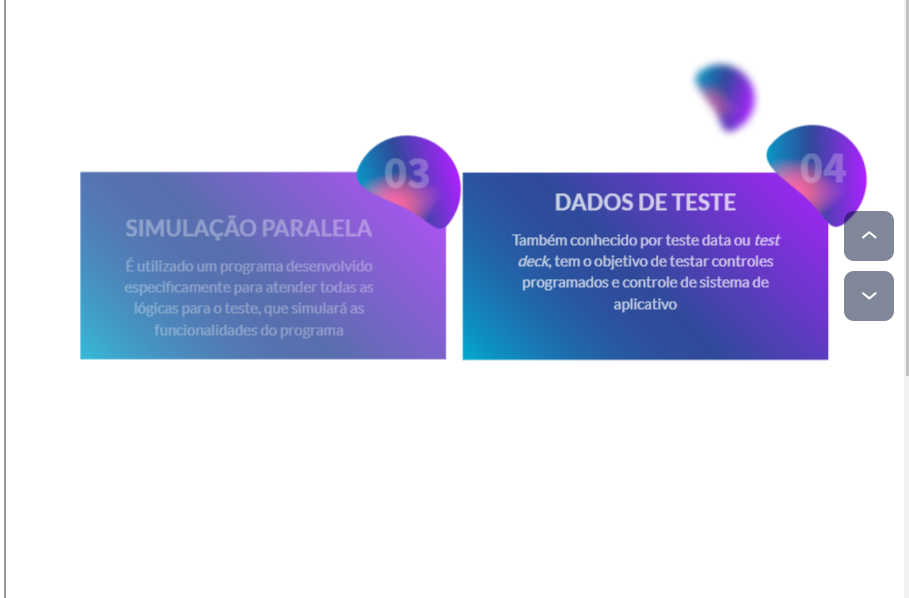 03
SIMULAÇÃO PARALELA
É utilizado um programa desenvolvido
especificamente para atender todas as
lógicas para o teste, que simulará as
funcionalidades do programa
04
DADOS DE TESTE
Também conhecido por teste data ou test
deck, tem o objetivo de testar controles
programados e controle de sistema de
aplicativo